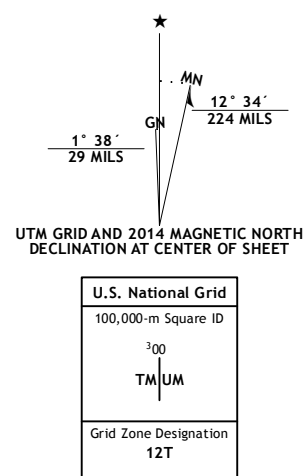 ★
MN
GN
12° 34´
224 MILS
1° 38´
29 MILS
UTM GRID AND 2014 MAGNETIC NORTH
DECLINATION AT CENTER OF SHEET
U.S. National Grid
100,000-m Square ID
³00
TM UM
Grid Zone Designation
12T